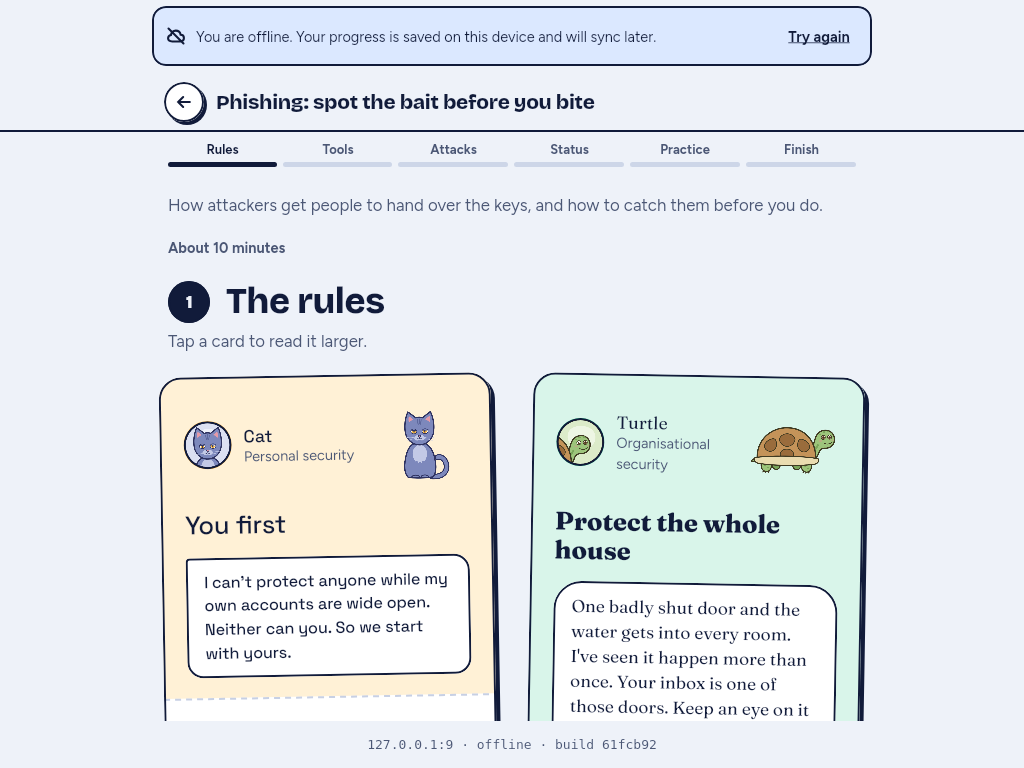 You are offline. Your progress is saved on this device and will sync later.
Try again
Phishing: spot the bait before you bite
Rules
Tools
Attacks
Status
Practice
Finish
How attackers get people to hand over the keys, and how to catch them before you do.
About 10 minutes
1
The rules
Tap a card to read it larger.
Cat
Personal security
You first
I can’t protect anyone while my
own accounts are wide open.
Neither can you. So we start
with yours.
Turtle
Organisational
security
Protect the whole
house
One badly shut door and the
water gets into every room.
I've seen it happen more than
once. Your inbox is one of
those doors. Keep an eye on it
127.0.0.1:9 · offline · build 61fcb92